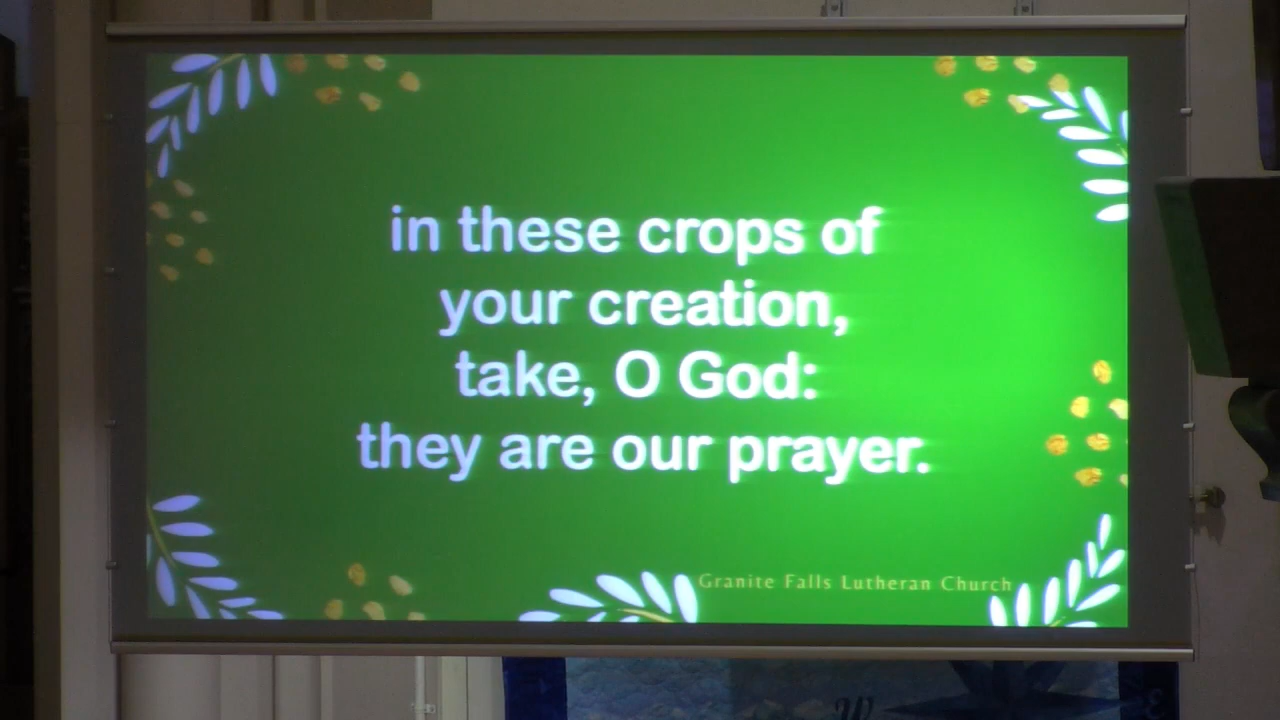 in these crops of
your creation,
take, O God:
they are our prayer.
Granite Falls Lutheran Church
W